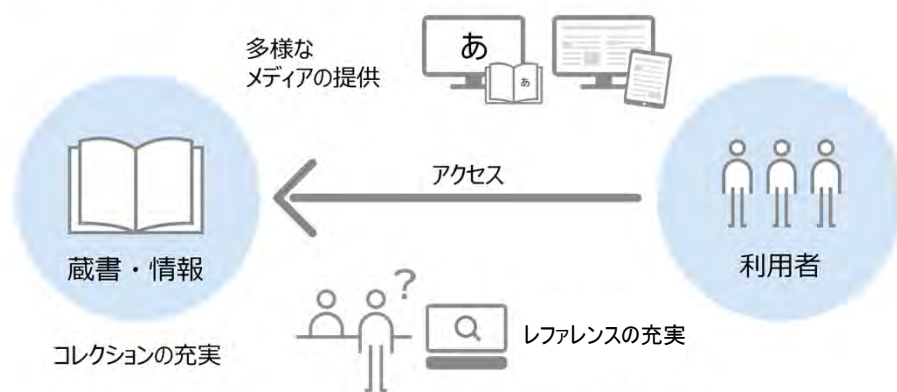 多様な
メディアの提供
あ
あ
アクセス
蔵書・情報
利用者
?
レファレンスの充実
コレクションの充実